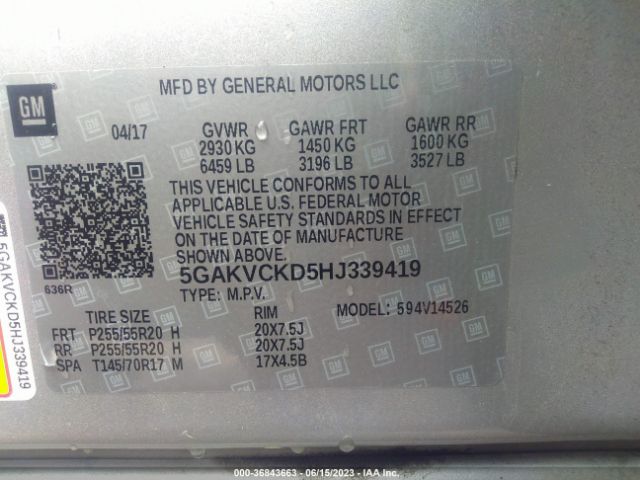 MFD BY GENERAL MOTORS LLC
GM
04/17 GVWR GAWR FRT GAWR RR
2930 KG 1450 KG 1600 KG
6459 LB 3196 LB 3527 LB
THIS VEHICLE CONFORMS TO ALL
APPLICABLE U.S. FEDERAL MOTOR
VEHICLE SAFETY STANDARDS IN EFFECT
ON THE DATE OF MANUFACTURE
SHOWN ABOVE.
636R
5GAKVCKD5HJ339419
TYPE: M.P.V. MODEL: 594V14526
TIRE SIZE RIM
FRT P255/55R20 H 20X7.5J
RR P255/55R20 H 20X7.5J
SPA T145/70R17 M 17X4.5B
5GAKVCKD5HJ339419
000-36843663 - 06/15/2023 - IAAI.com